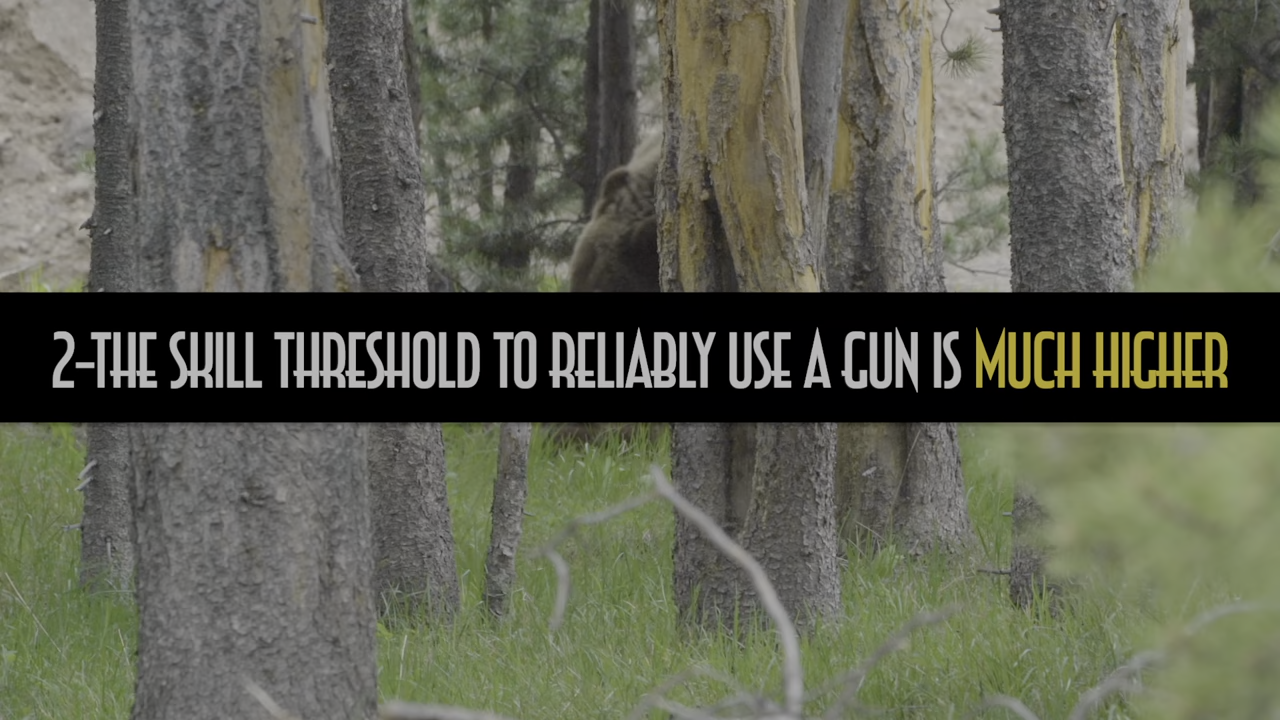 2-THE SKILL THRESHOLD TO RELIABLY USE A GUN IS MUCH HIGHER